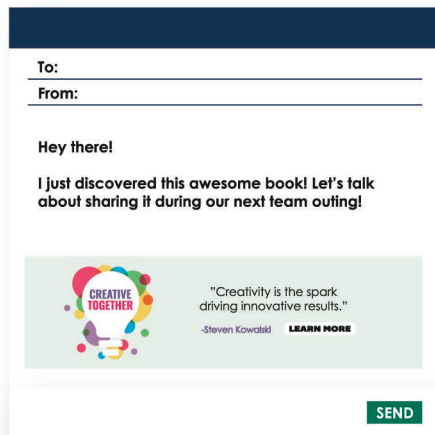 To:
From:
Hey there!
I just discovered this awesome book! Let's talk
about sharing it during our next team outing!
CREATIVE
TOGETHER
"Creativity is the spark
driving innovative results."
-Steven Kowalski LEARN MORE
SEND